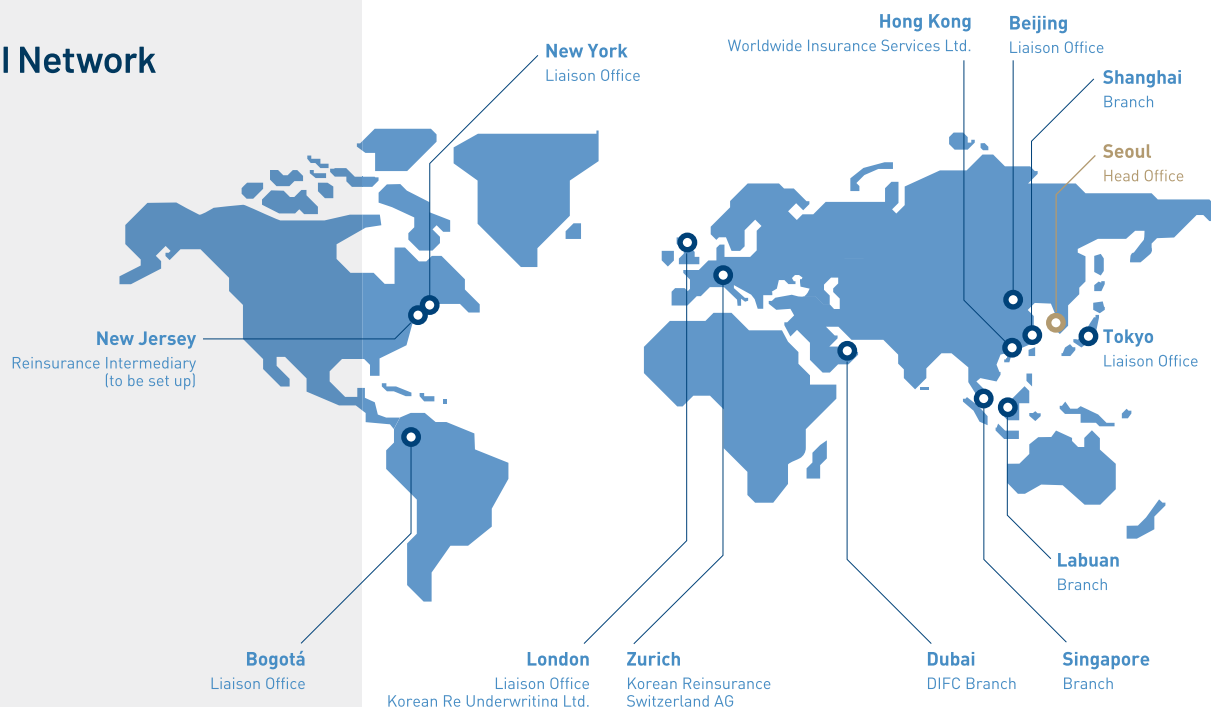 l Network
New York
Liaison Office
Hong Kong
Worldwide Insurance Services Ltd.
Beijing
Liaison Office
Shanghai
Branch
Seoul
Head Office
New Jersey
Reinsurance Intermediary
(to be set up)
Tokyo
Liaison Office
Labuan
Branch
Bogotá
Liaison Office
London
Liaison Office
Korean Re Underwriting Ltd.
Zurich
Korean Reinsurance
Switzerland AG
Dubai
DIFC Branch
Singapore
Branch